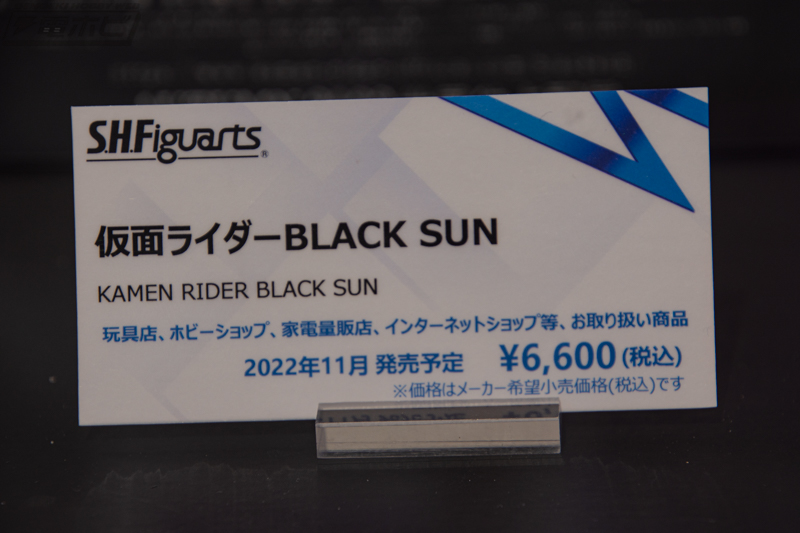 S.H.Figuarts®
仮面ライダーBLACK SUN
KAMEN RIDER BLACK SUN
玩具店、ホビーショップ、家電量販店、インターネットショップ等、お取り扱い商品
2022年11月 発売予定 ¥6,600(税込)
※価格はメーカー希望小売価格(税込)です